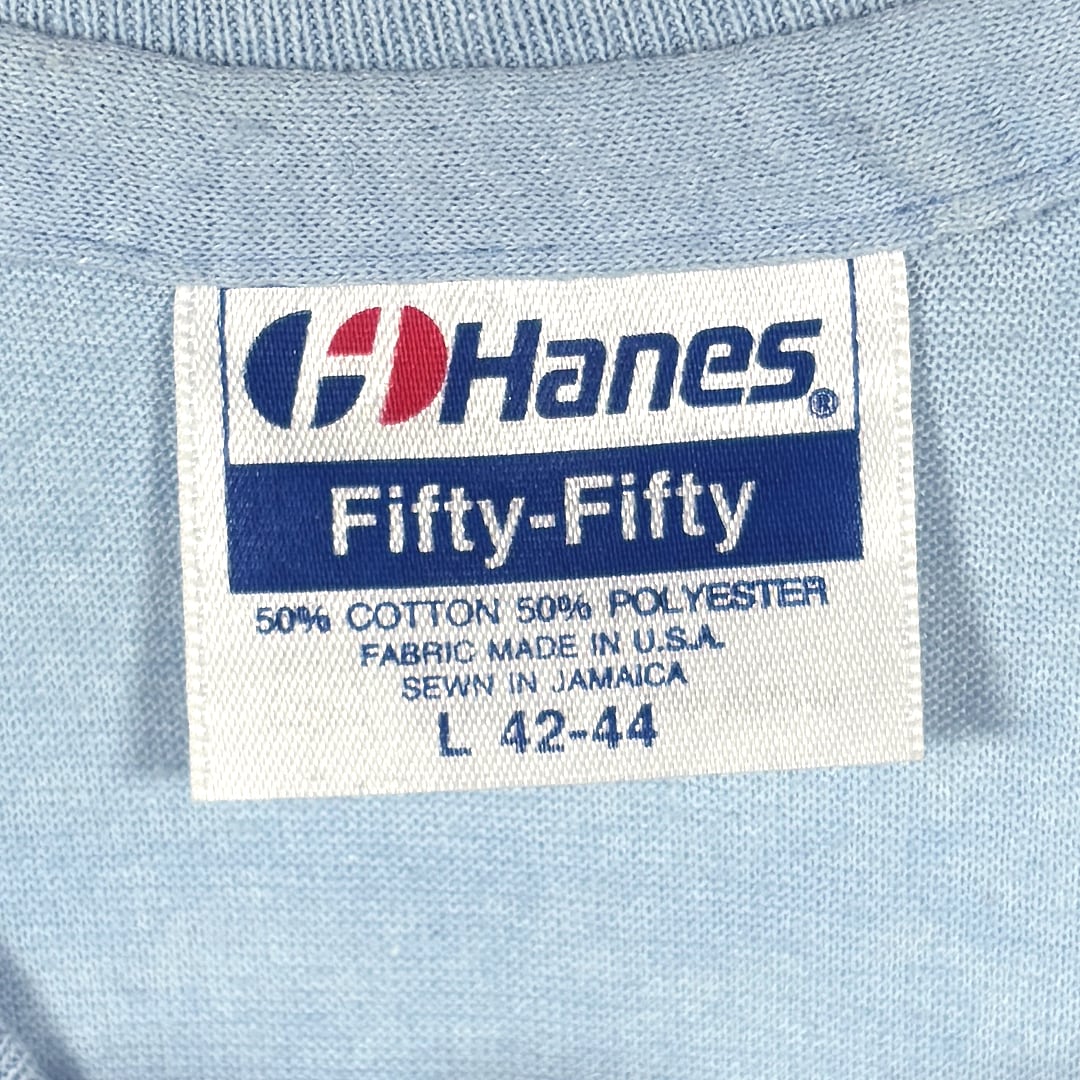 Hanes®
Fifty-Fifty
50% COTTON 50% POLYESTER
FABRIC MADE IN U.S.A.
SEWN IN JAMAICA
L 42-44